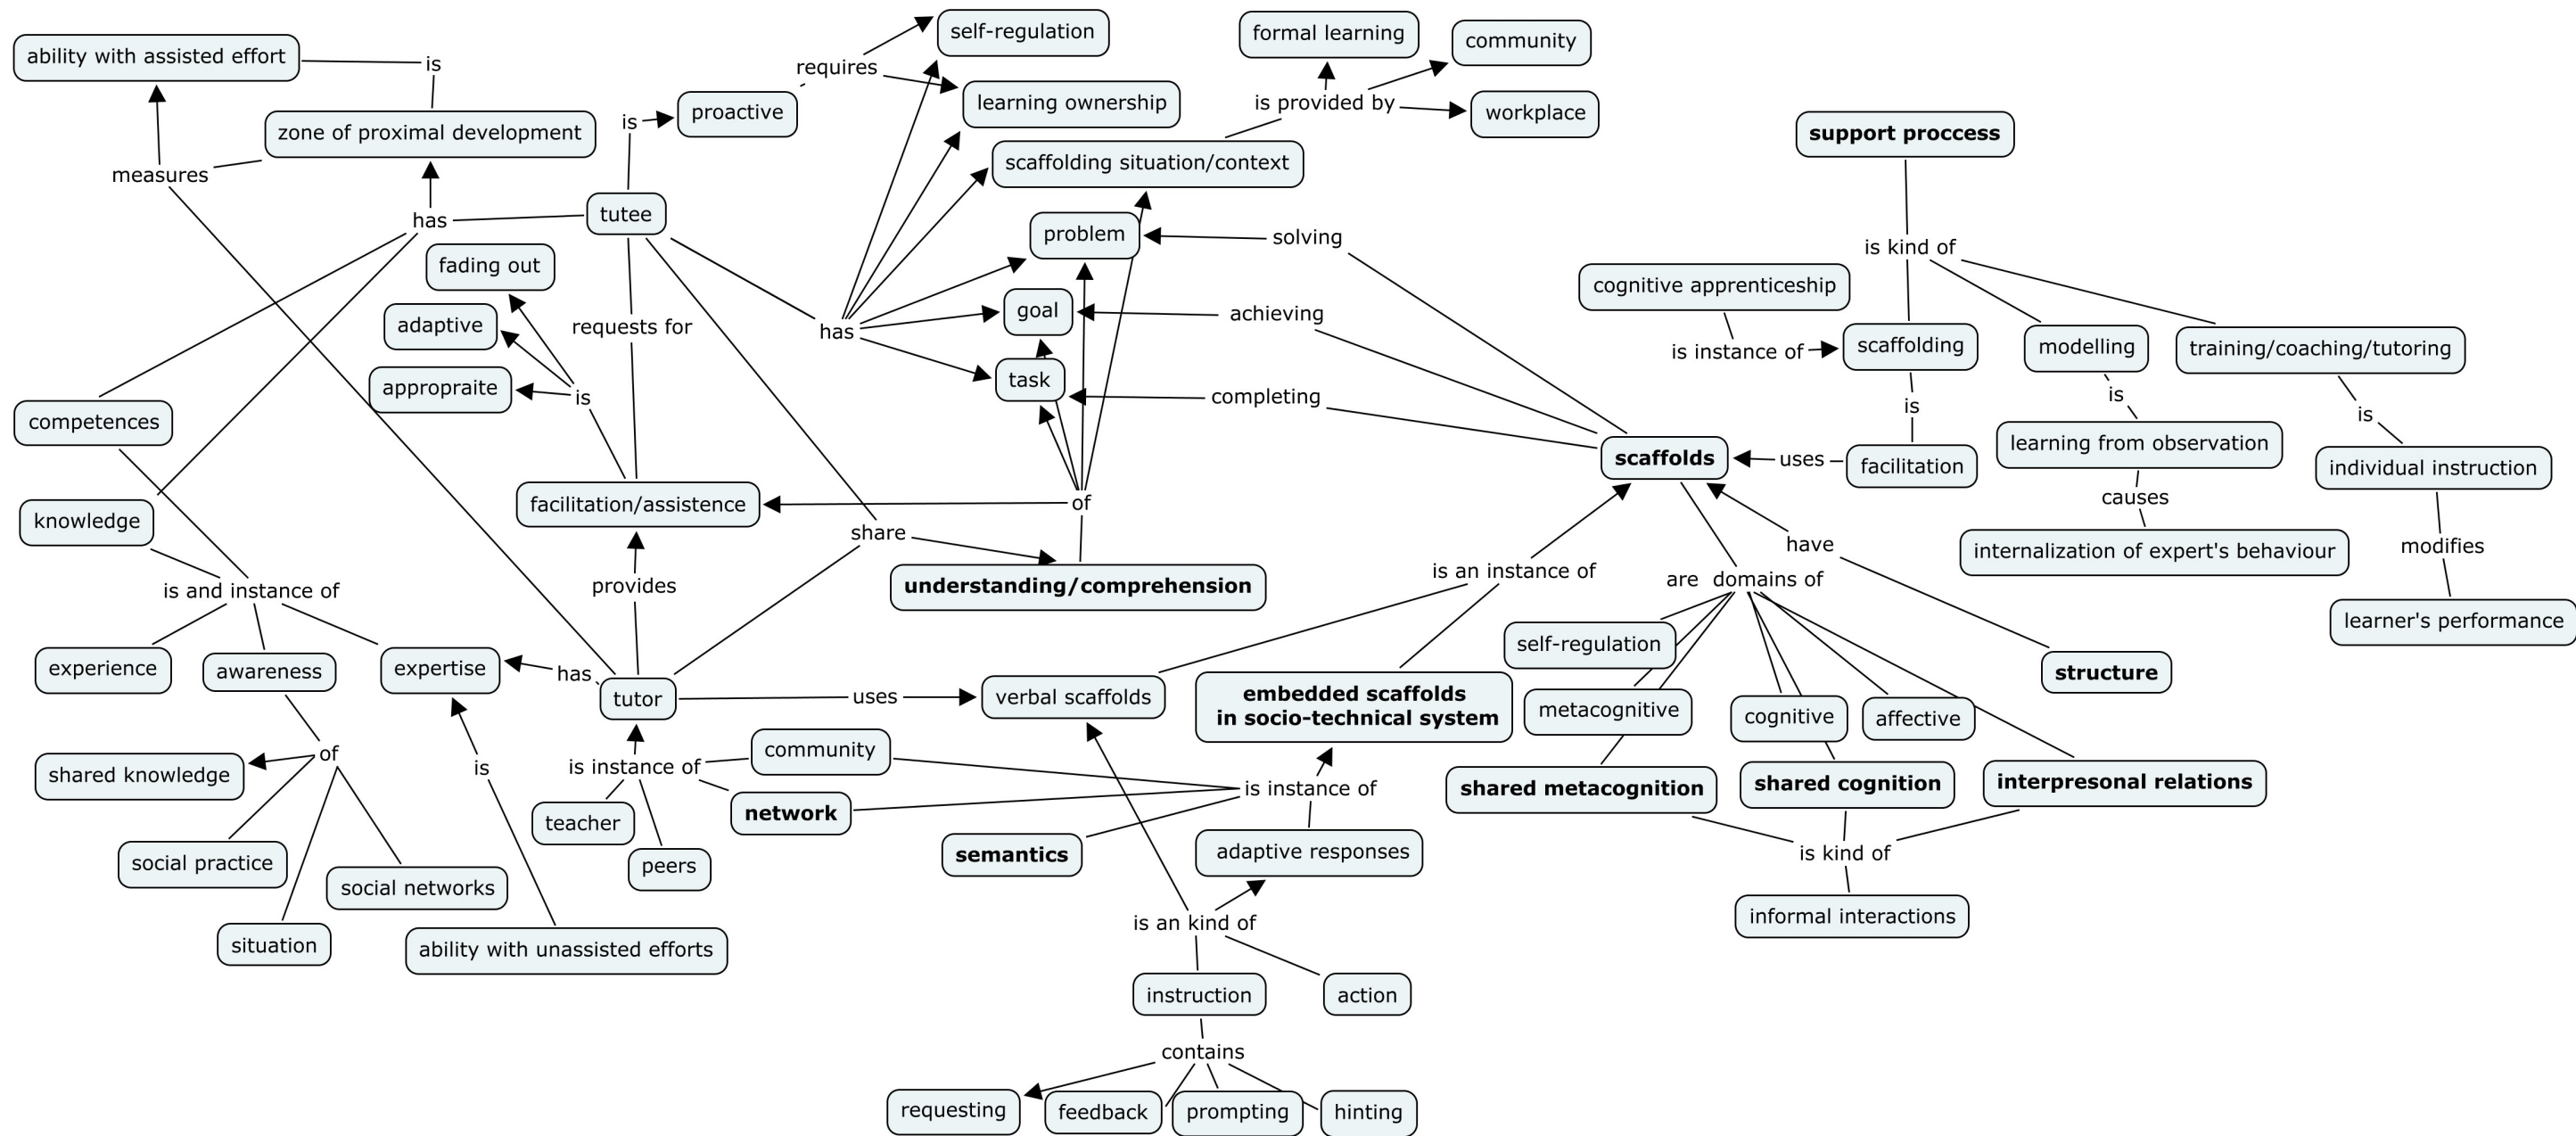 self-regulation
formal learning
community
ability with assisted effort
is
requires
learning ownership
is provided by
workplace
proactive
is
zone of proximal development
support proccess
scaffolding situation/context
measures
has
tutee
problem
solving
is kind of
fading out
cognitive apprenticeship
adaptive
requests for
has
goal
achieving
is instance of
scaffolding
modelling
training/coaching/tutoring
appropraite
is
task
completing
is
is
is
competences
learning from observation
scaffolds
uses
facilitation
individual instruction
knowledge
facilitation/assistence
of
causes
share
have
internalization of expert's behaviour
modifies
is and instance of
provides
understanding/comprehension
is an instance of
are  domains of
learner's performance
experience
awareness
expertise
has
tutor
uses
verbal scaffolds
embedded scaffolds
in socio-technical system
self-regulation
metacognitive
cognitive
affective
structure
shared knowledge
of
is
is instance of
community
is instance of
shared metacognition
shared cognition
interpresonal relations
teacher
network
social practice
social networks
peers
semantics
adaptive responses
is kind of
situation
ability with unassisted efforts
is an kind of
informal interactions
instruction
action
contains
requesting
feedback
prompting
hinting